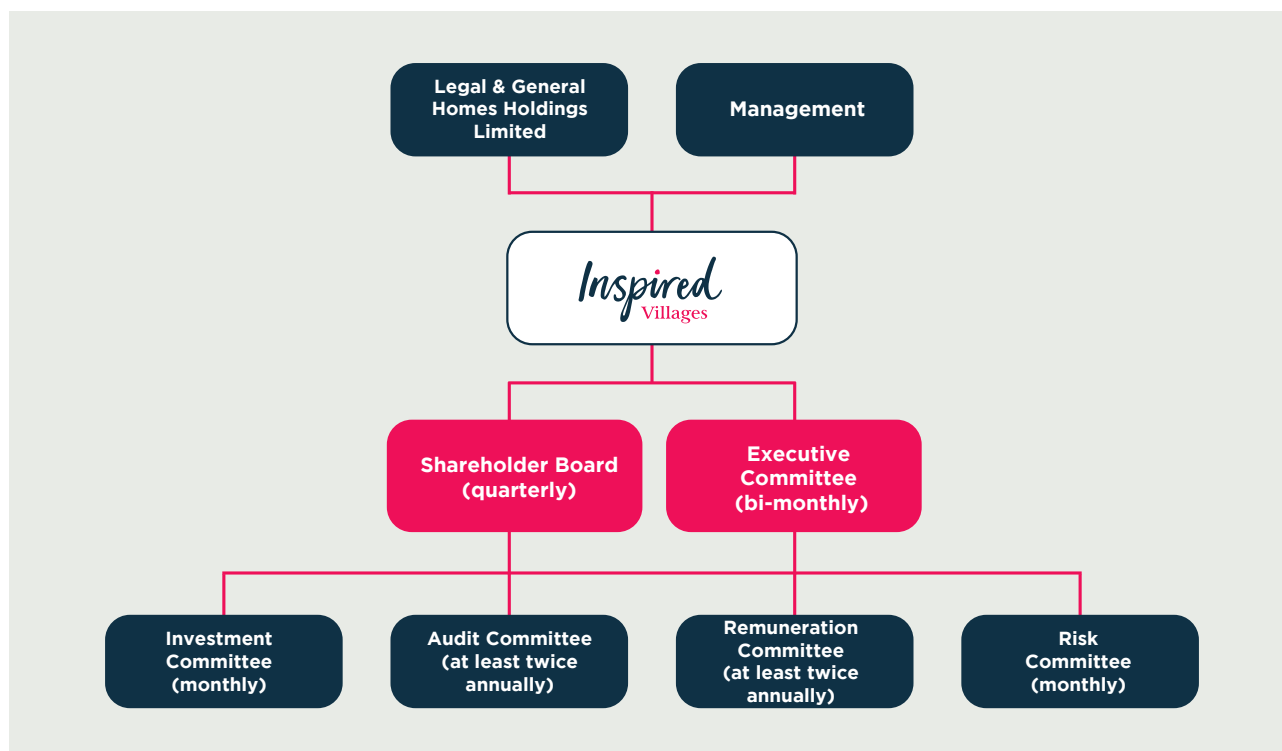 Legal & General
Homes Holdings
Limited
Management
Inspired
Villages
Shareholder Board
(quarterly)
Executive
Committee
(bi-monthly)
Investment
Committee
(monthly)
Audit Committee
(at least twice
annually)
Remuneration
Committee
(at least twice
annually)
Risk
Committee
(monthly)